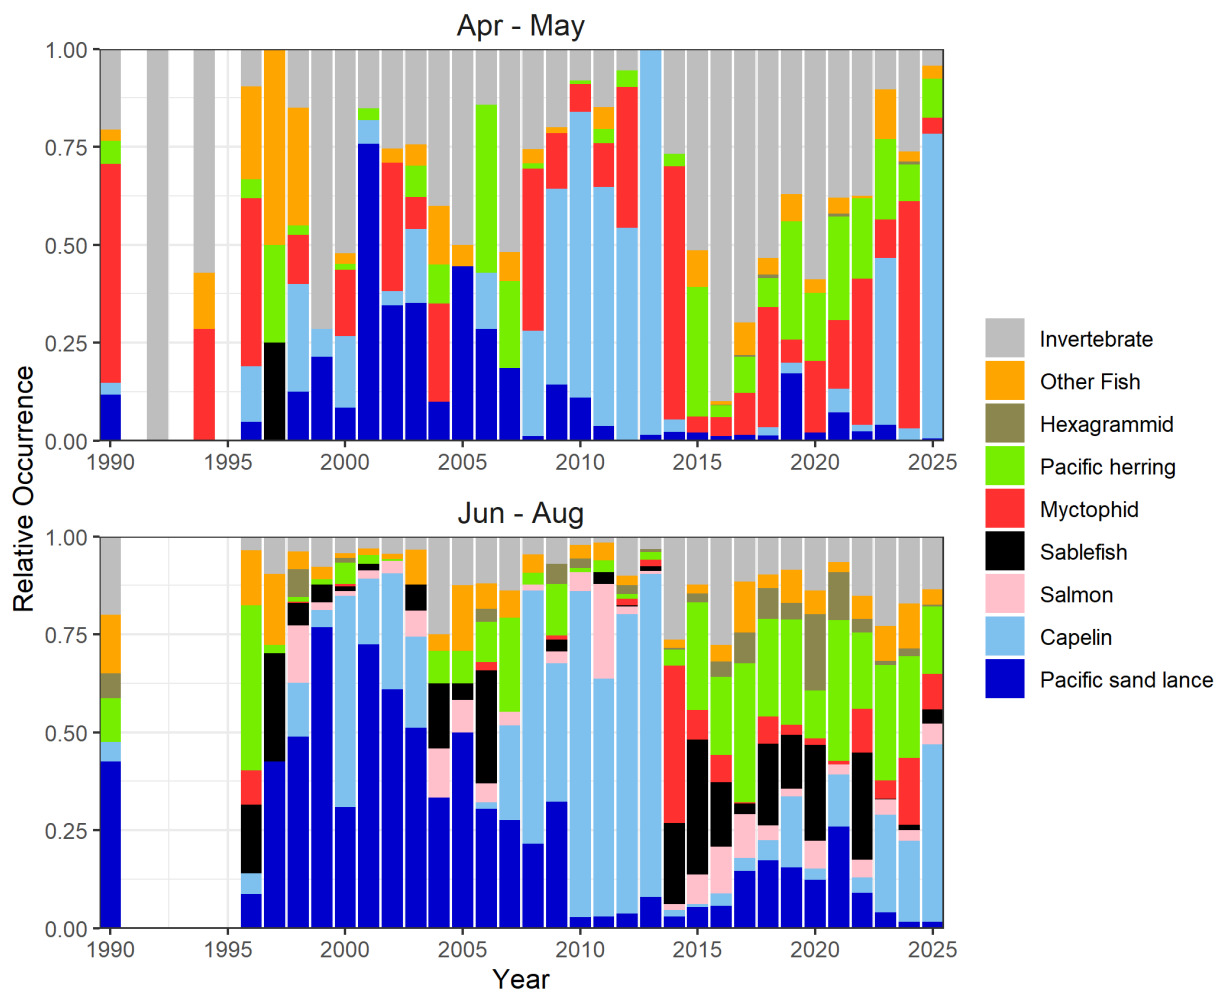 Apr - May
1.00
0.75
0.50
0.25
0.00
1990 1995 2000 2005 2010 2015 2020 2025
Jun - Aug
1.00
0.75
0.50
0.25
0.00
1990 1995 2000 2005 2010 2015 2020 2025
Year
Relative Occurrence
Invertebrate
Other Fish
Hexagrammid
Pacific herring
Myctophid
Sablefish
Salmon
Capelin
Pacific sand lance